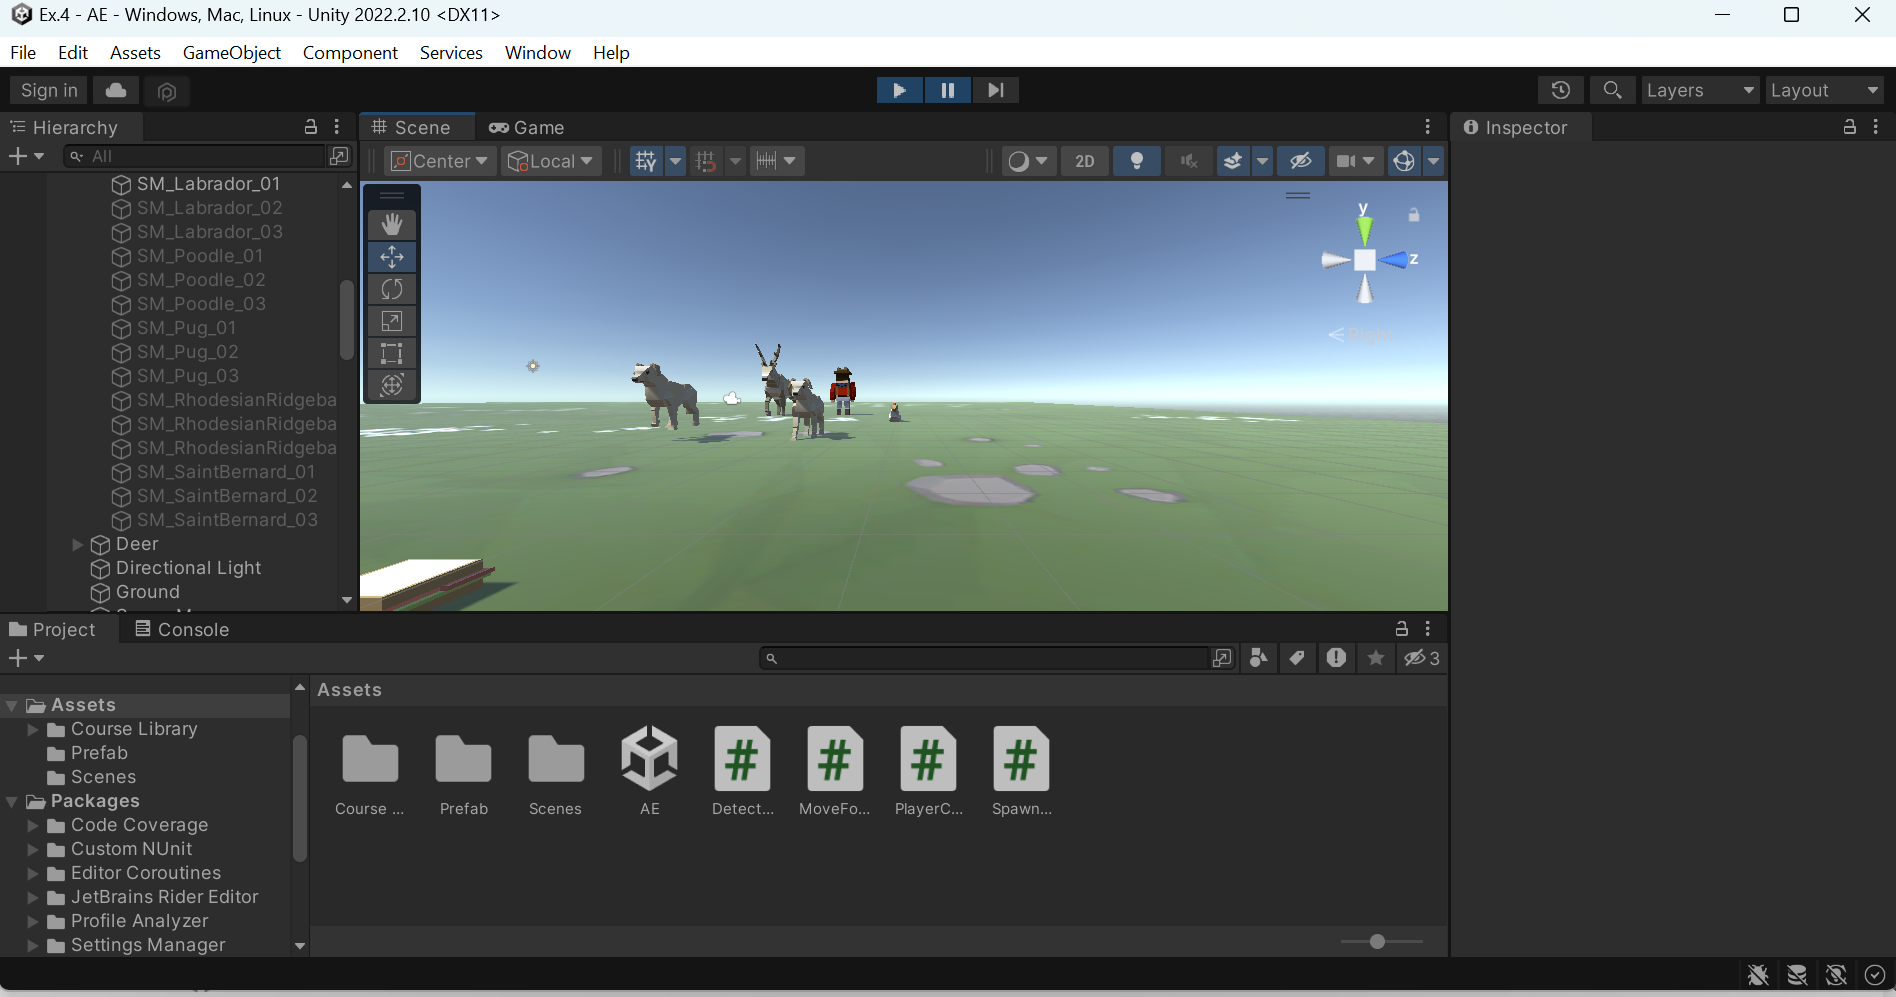 Ex.4 - AE - Windows, Mac, Linux - Unity 2022.2.10 <DX11>
File Edit Assets GameObject Component Services Window Help
Sign in
Layers
Layout
Hierarchy
Scene
Game
Inspector
All
Center
Local
2D
SM_Labrador_01
SM_Labrador_02
SM_Labrador_03
SM_Poodle_01
SM_Poodle_02
SM_Poodle_03
SM_Pug_01
SM_Pug_02
SM_Pug_03
SM_RhodesianRidgeba
SM_RhodesianRidgeba
SM_RhodesianRidgeba
SM_SaintBernard_01
SM_SaintBernard_02
SM_SaintBernard_03
Deer
Directional Light
Ground
y
z
Right
Project
Console
3
Assets
Course Library
Prefab
Scenes
Packages
Code Coverage
Custom NUnit
Editor Coroutines
JetBrains Rider Editor
Profile Analyzer
Settings Manager
Assets
Course ...
Prefab
Scenes
AE
Detect...
MoveFo...
PlayerC...
Spawn...